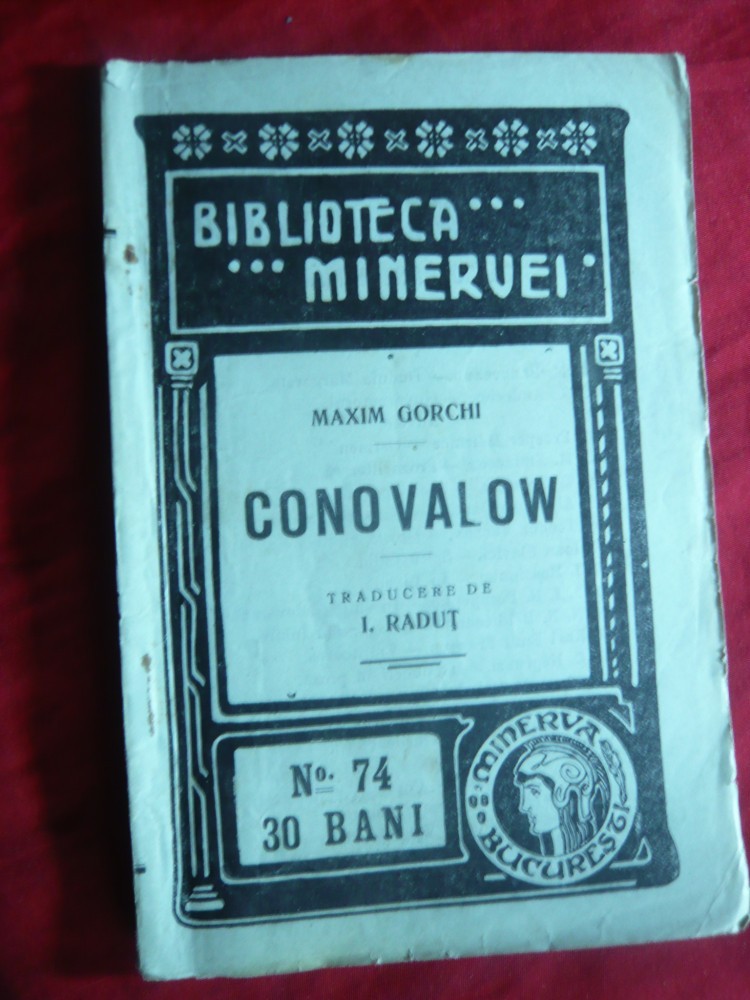 BIBLIOTECA
MINERVEI
MAXIM GORCHI
CONOVALOW
TRADUCERE DE
I. RADUȚ
No. 74
30 BANI
MINERVA
BUCUREȘTI